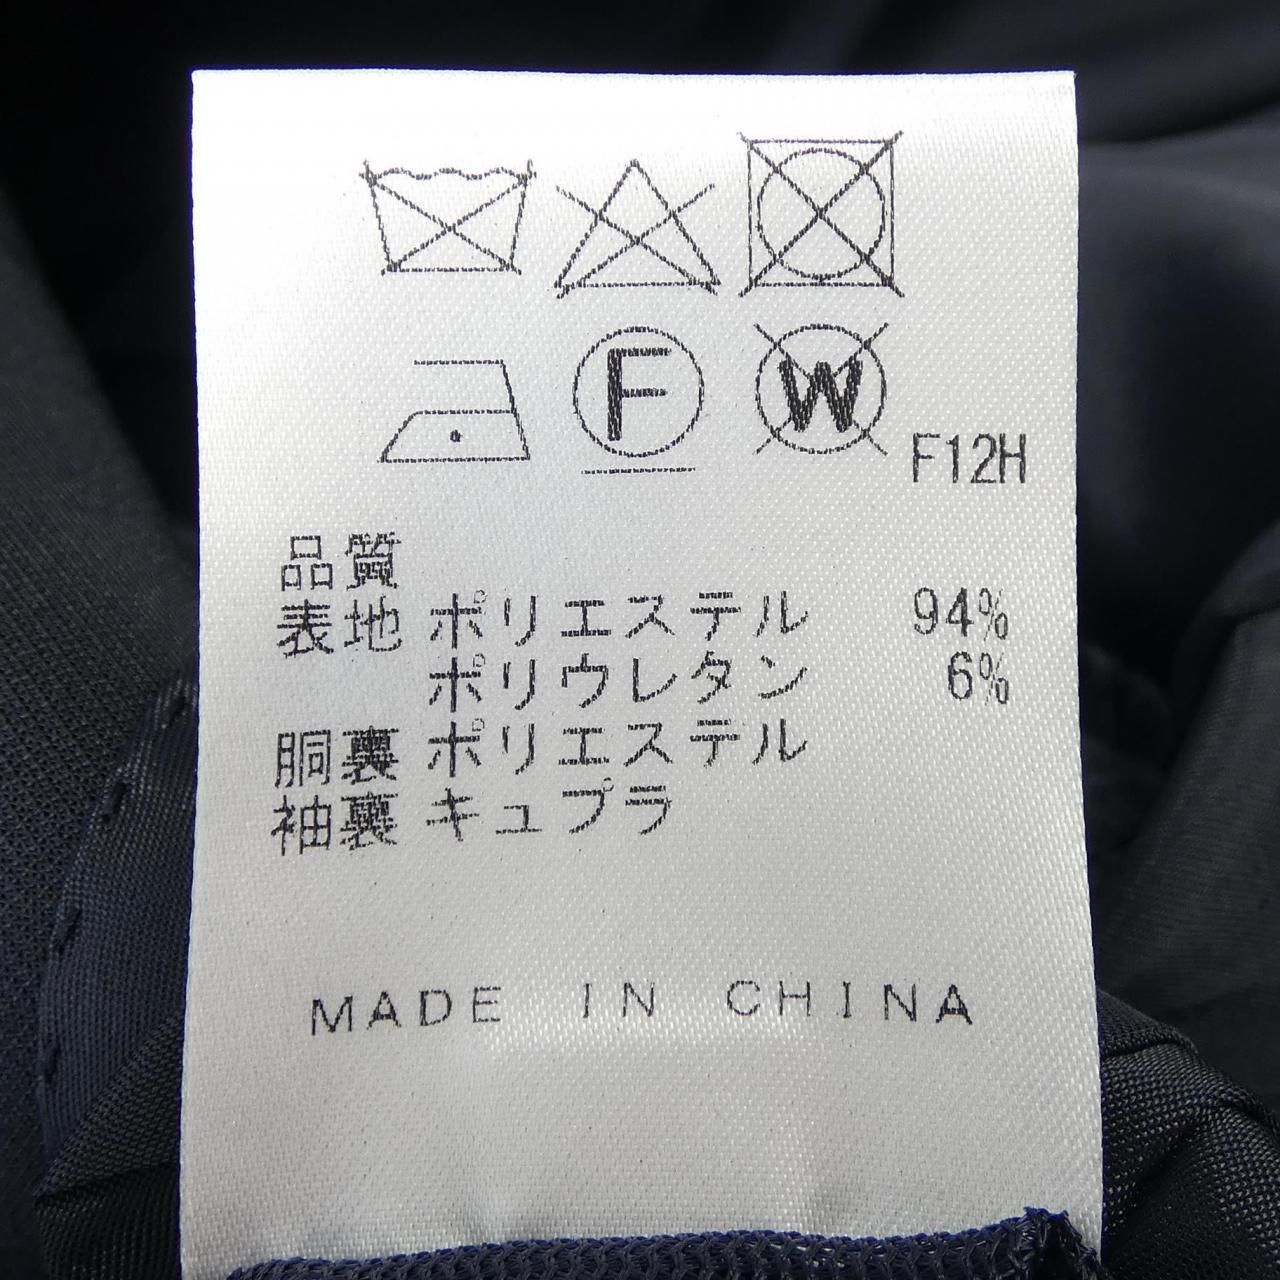 F
W
F12H
品質
表地 ポリエステル 94%
ポリウレタン 6%
胴裏 ポリエステル
袖裏 キュプラ
MADE IN CHINA